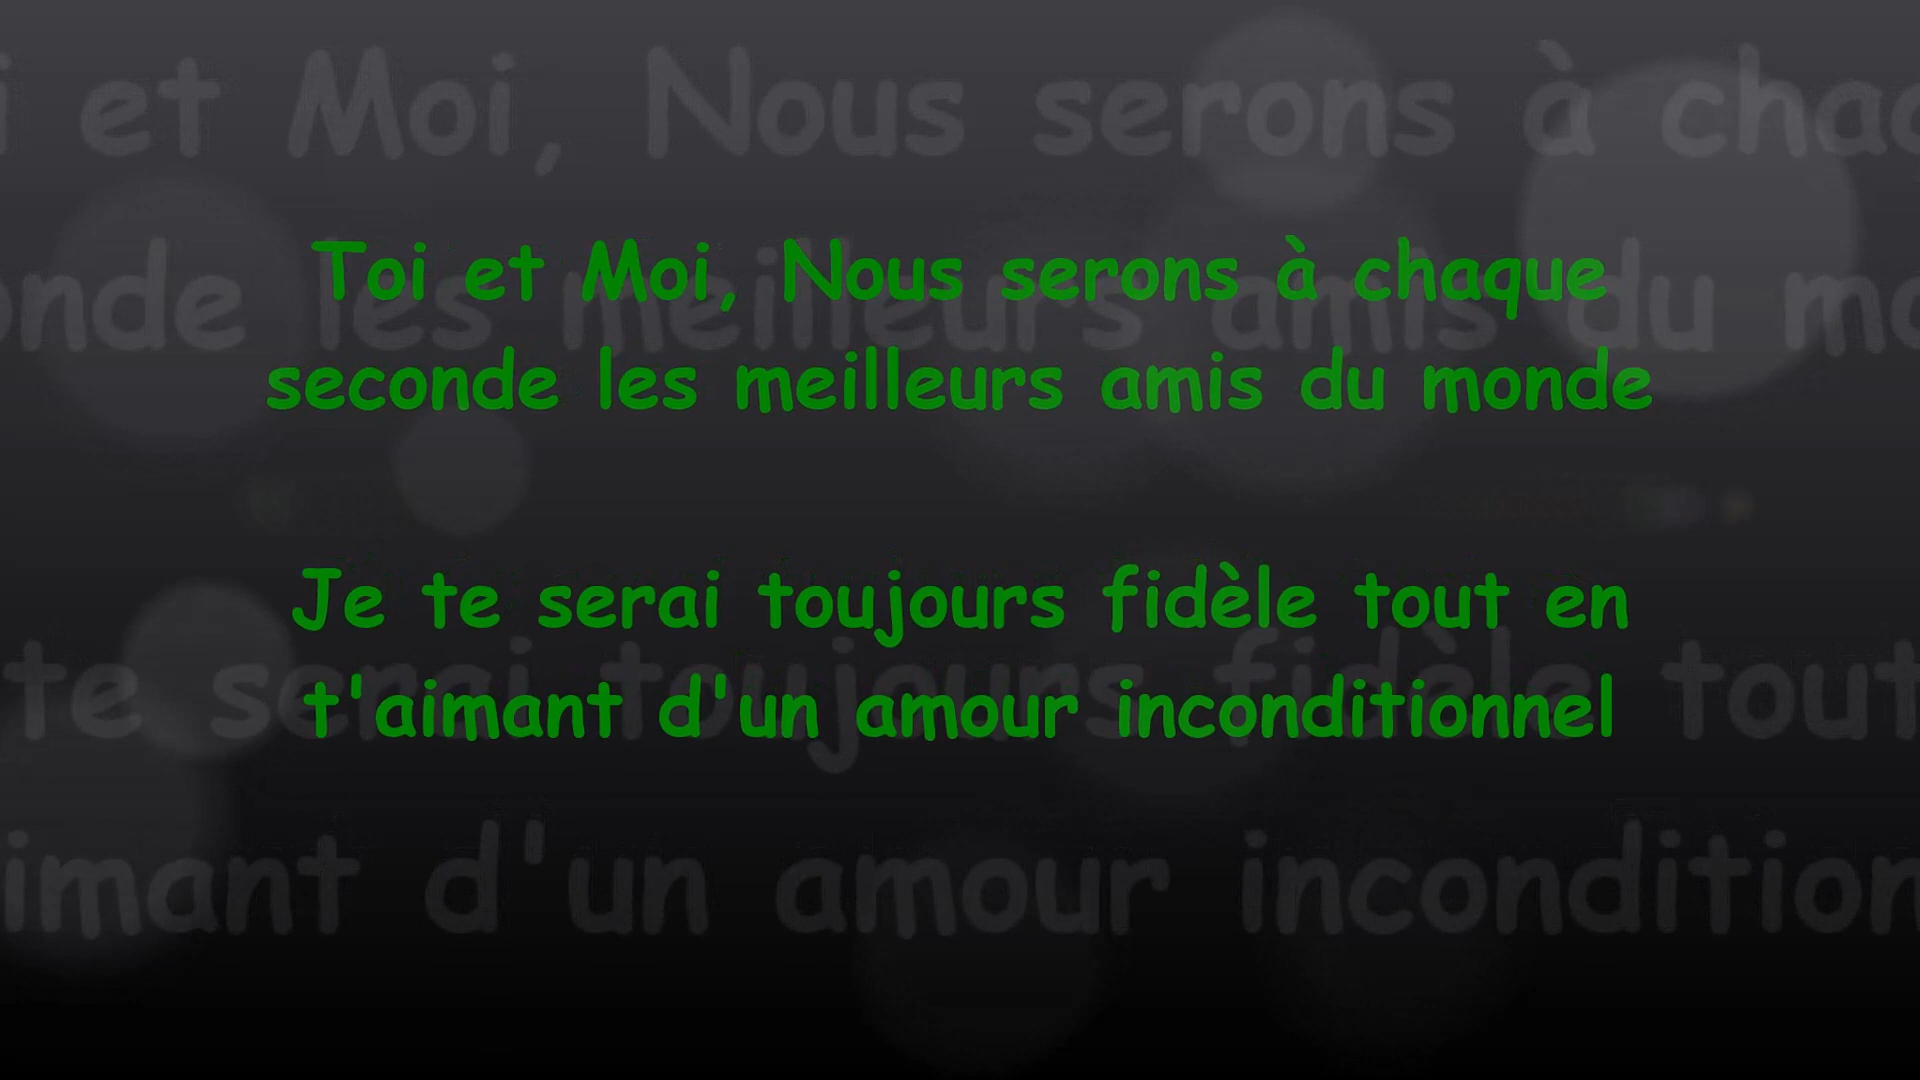 Toi et Moi, Nous serons à chaque
seconde les meilleurs amis du monde
Je te serai toujours fidèle tout en
t'aimant d'un amour inconditionnel